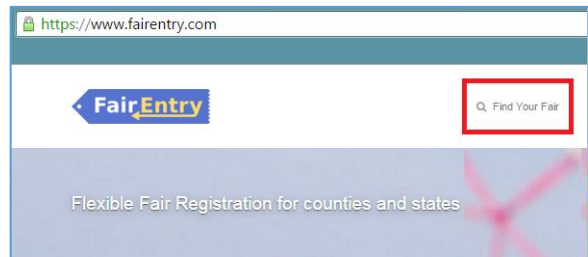 https://www.fairentry.com
FairEntry
Find Your Fair
Flexible Fair Registration for counties and states